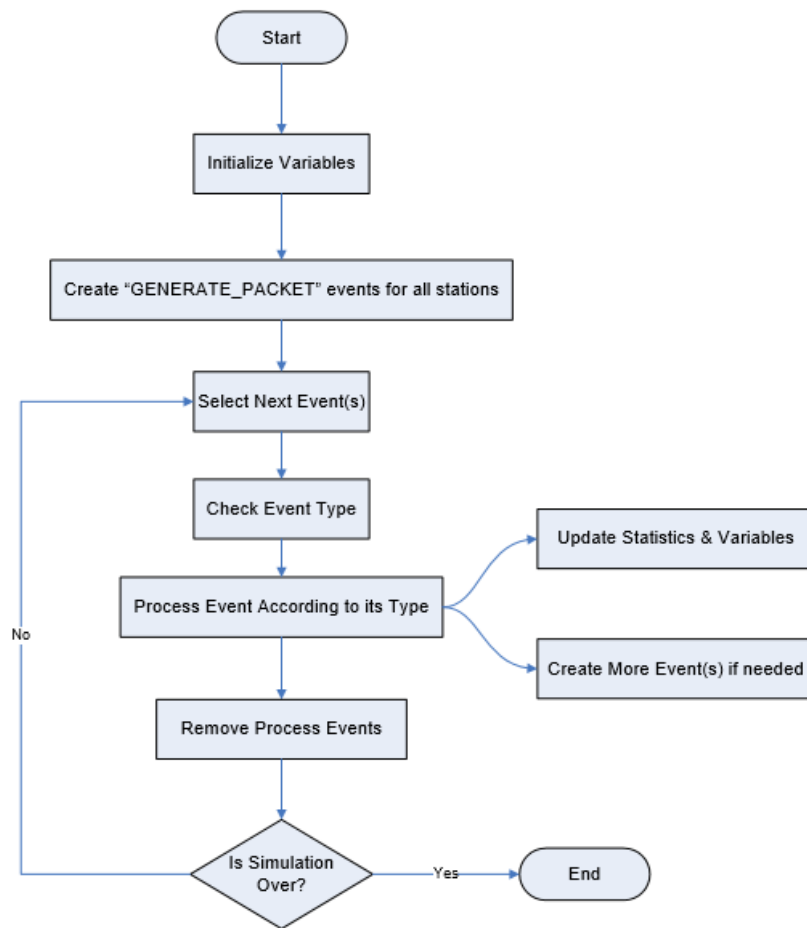 Start
Initialize Variables
Create “GENERATE_PACKET” events for all stations
Select Next Event(s)
Check Event Type
Update Statistics & Variables
Process Event According to its Type
No
Create More Event(s) if needed
Remove Process Events
Is Simulation
Over?
Yes
End